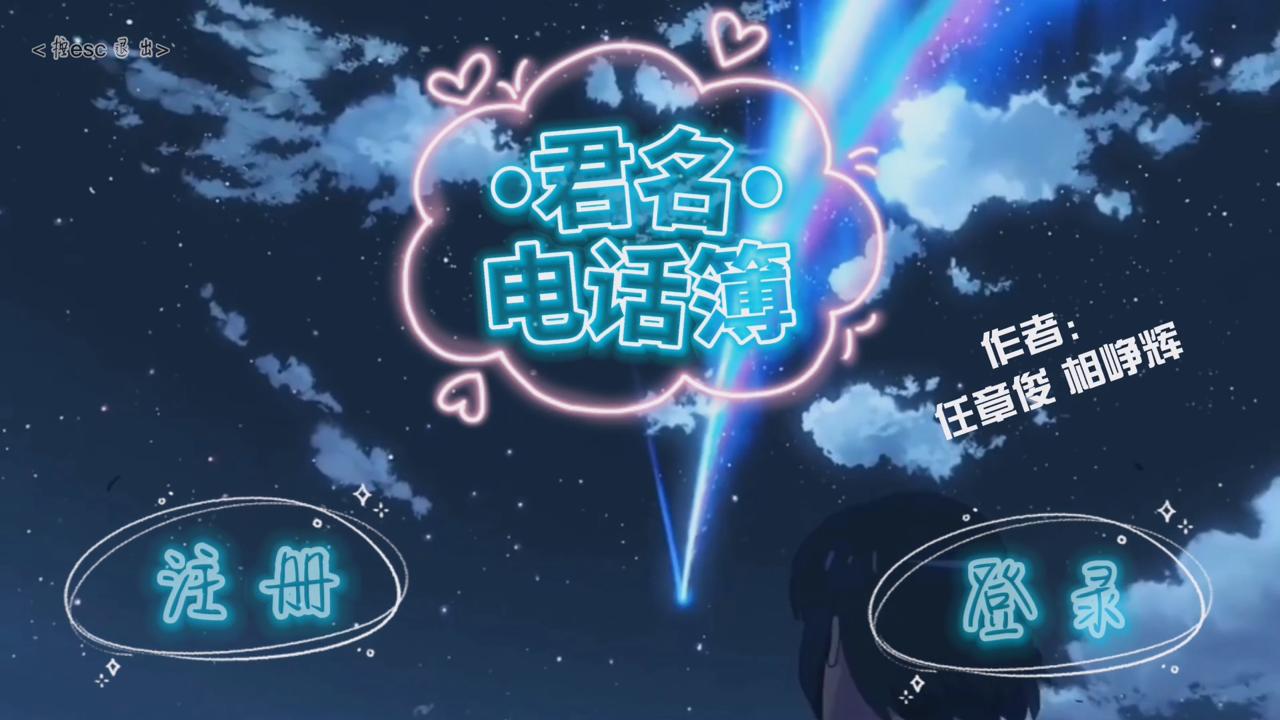 <按esc 退 出>
·君名·
电话簿
作者：
任章俊 相峥辉
注 册
登 录